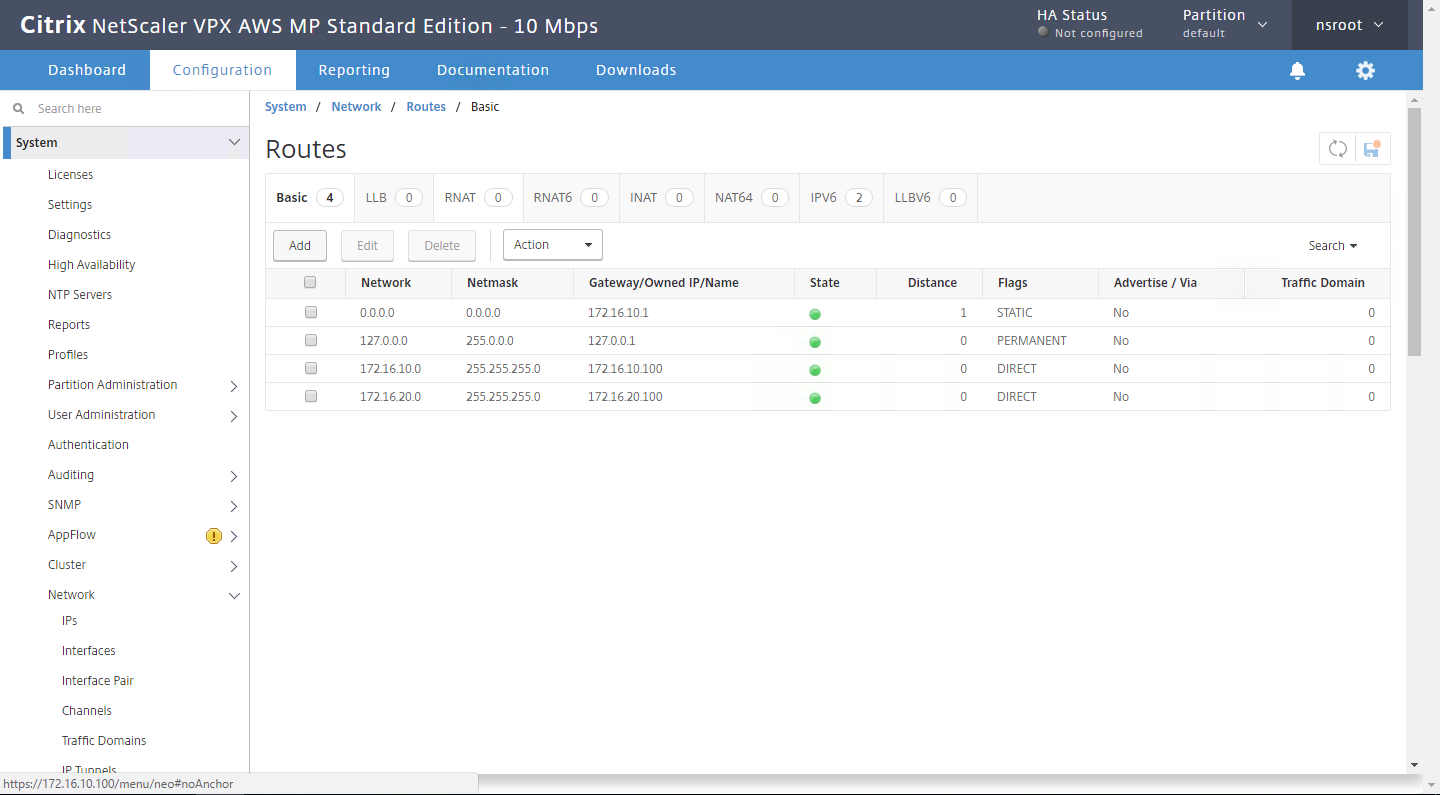 Citrix NetScaler VPX AWS MP Standard Edition - 10 Mbps
HA Status
Not configured
Partition
default
nsroot
Dashboard
Configuration
Reporting
Documentation
Downloads
Search here
System
Licenses
Settings
Diagnostics
High Availability
NTP Servers
Reports
Profiles
Partition Administration
User Administration
Authentication
Auditing
SNMP
AppFlow
Cluster
Network
IPs
Interfaces
Interface Pair
Channels
Traffic Domains
IP Tunnels
https://172.16.10.100/menu/neo#noAnchor
System / Network / Routes / Basic
Routes
Basic 4 LLB 0 RNAT 0 RNAT6 0 INAT 0 NAT64 0 IPV6 2 LLBV6 0
Add Edit Delete Action Search
Network Netmask Gateway/Owned IP/Name State Distance Flags Advertise / Via Traffic Domain
0.0.0.0 0.0.0.0 172.16.10.1 1 STATIC No 0
127.0.0.0 255.0.0.0 127.0.0.1 0 PERMANENT No 0
172.16.10.0 255.255.255.0 172.16.10.100 0 DIRECT No 0
172.16.20.0 255.255.255.0 172.16.20.100 0 DIRECT No 0